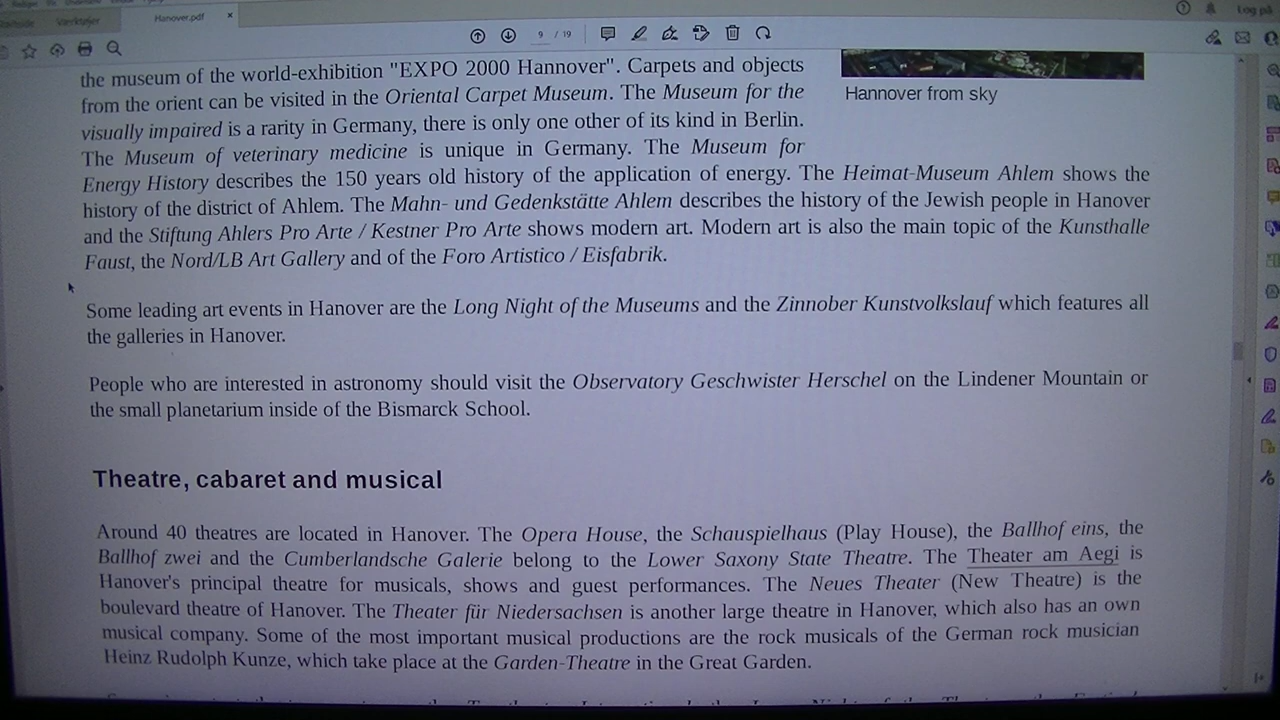 Værktøjer
Hanover.pdf ×
Log på
9 / 19
the museum of the world-exhibition "EXPO 2000 Hannover". Carpets and objects
from the orient can be visited in the Oriental Carpet Museum. The Museum for the
visually impaired is a rarity in Germany, there is only one other of its kind in Berlin.
The Museum of veterinary medicine is unique in Germany. The Museum for
Hannover from sky
Energy History describes the 150 years old history of the application of energy. The Heimat-Museum Ahlem shows the
history of the district of Ahlem. The Mahn- und Gedenkstätte Ahlem describes the history of the Jewish people in Hanover
and the Stiftung Ahlers Pro Arte / Kestner Pro Arte shows modern art. Modern art is also the main topic of the Kunsthalle
Faust, the Nord/LB Art Gallery and of the Foro Artistico / Eisfabrik.
Some leading art events in Hanover are the Long Night of the Museums and the Zinnober Kunstvolkslauf which features all
the galleries in Hanover.
People who are interested in astronomy should visit the Observatory Geschwister Herschel on the Lindener Mountain or
the small planetarium inside of the Bismarck School.
Theatre, cabaret and musical
Around 40 theatres are located in Hanover. The Opera House, the Schauspielhaus (Play House), the Ballhof eins, the
Ballhof zwei and the Cumberlandsche Galerie belong to the Lower Saxony State Theatre. The Theater am Aegi is
Hanover's principal theatre for musicals, shows and guest performances. The Neues Theater (New Theatre) is the
boulevard theatre of Hanover. The Theater für Niedersachsen is another large theatre in Hanover, which also has an own
musical company. Some of the most important musical productions are the rock musicals of the German rock musician
Heinz Rudolph Kunze, which take place at the Garden-Theatre in the Great Garden.